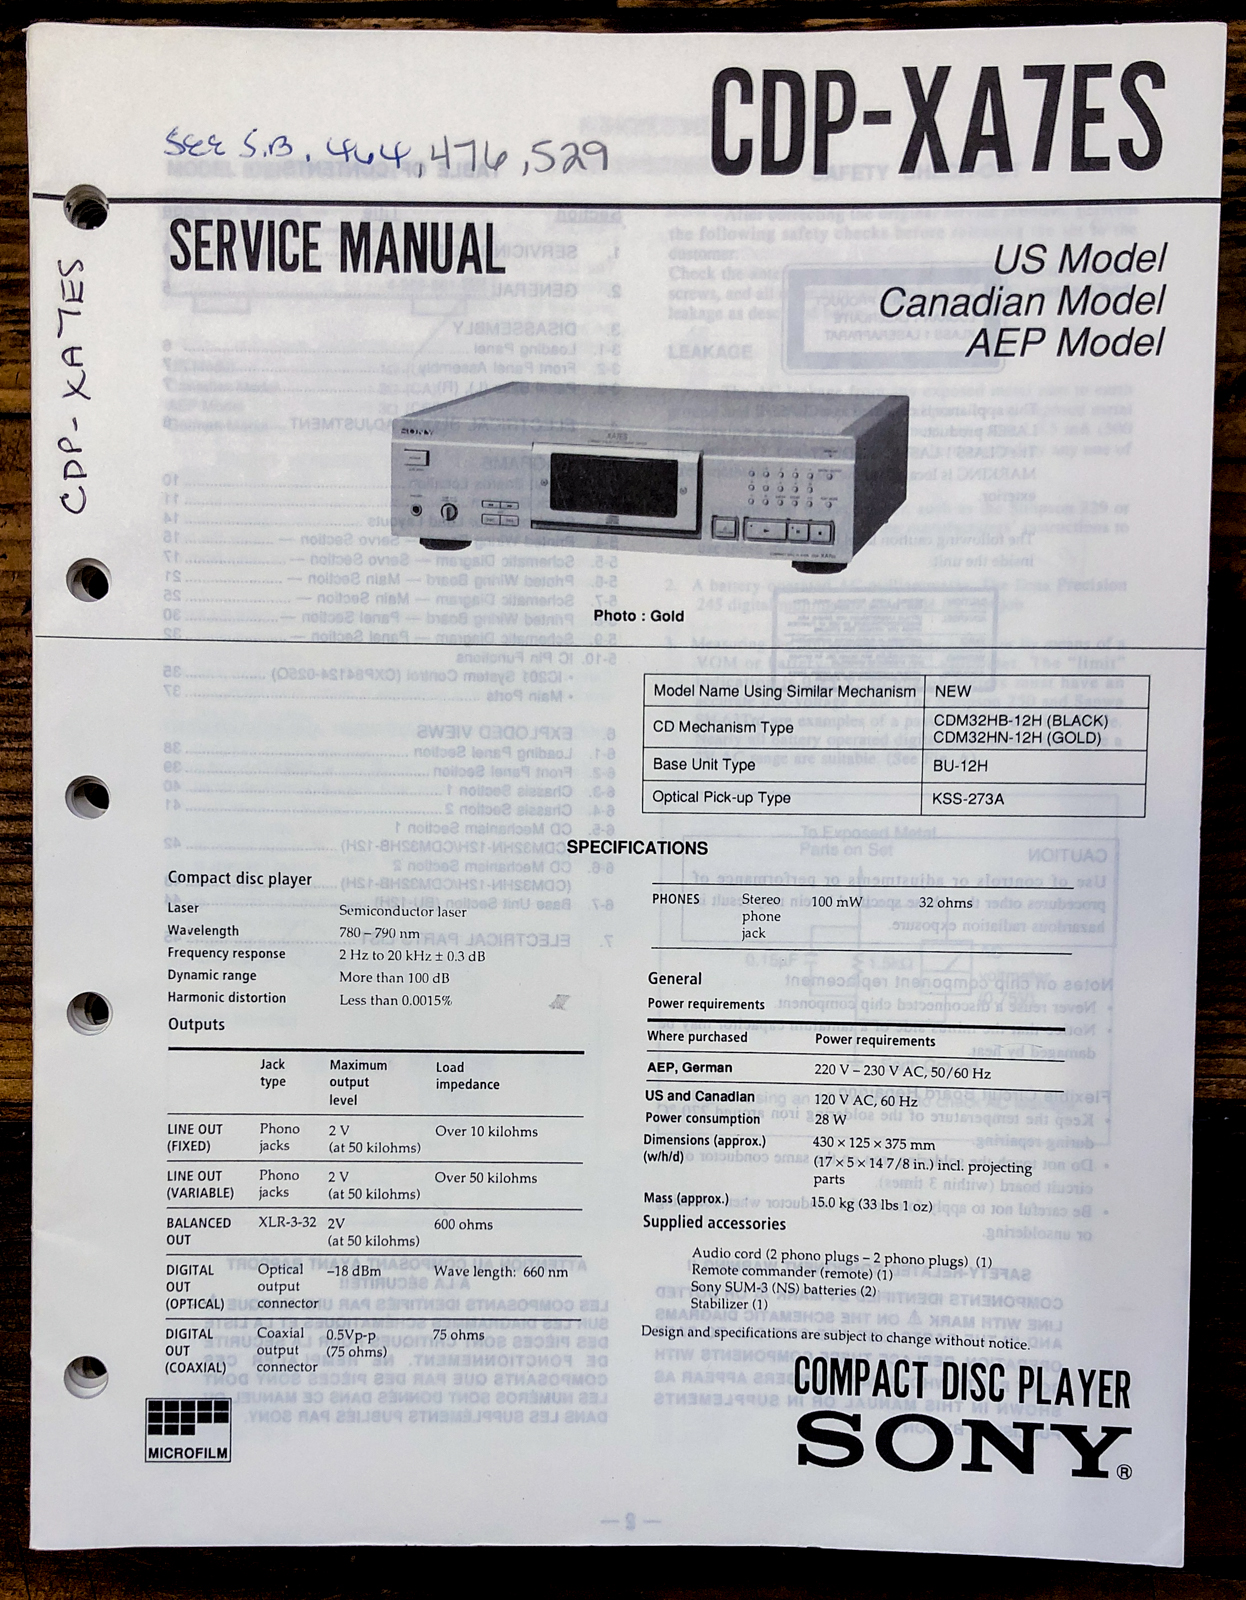 CDP-XA7ES
SEE S.B. 464, 476, 529
CDP-XA7ES
SERVICE MANUAL
US Model
Canadian Model
AEP Model
SONY
Photo : Gold
Model Name Using Similar Mechanism NEW
CD Mechanism Type CDM32HB-12H (BLACK)
CDM32HN-12H (GOLD)
Base Unit Type BU-12H
Optical Pick-up Type KSS-273A
SPECIFICATIONS
Compact disc player
Laser Semiconductor laser
Wavelength 780 – 790 nm
Frequency response 2 Hz to 20 kHz ± 0.3 dB
Dynamic range More than 100 dB
Harmonic distortion Less than 0.0015%
Outputs
Jack Maximum Load
type output impedance
level
LINE OUT Phono 2 V Over 10 kilohms
(FIXED) jacks (at 50 kilohms)
LINE OUT Phono 2 V Over 50 kilohms
(VARIABLE) jacks (at 50 kilohms)
BALANCED XLR-3-32 2V 600 ohms
OUT (at 50 kilohms)
DIGITAL Optical –18 dBm Wave length: 660 nm
OUT output
(OPTICAL) connector
DIGITAL Coaxial 0.5Vp-p 75 ohms
OUT output (75 ohms)
(COAXIAL) connector
MICROFILM
PHONES Stereo 100 mW 32 ohms
phone
jack
General
Power requirements
Where purchased Power requirements
AEP, German 220 V – 230 V AC, 50/60 Hz
US and Canadian 120 V AC, 60 Hz
Power consumption 28 W
Dimensions (approx.) 430 × 125 × 375 mm
(w/h/d) (17 × 5 × 14 7/8 in.) incl. projecting
parts
Mass (approx.) 15.0 kg (33 lbs 1 oz)
Supplied accessories
Audio cord (2 phono plugs – 2 phono plugs) (1)
Remote commander (remote) (1)
Sony SUM-3 (NS) batteries (2)
Stabilizer (1)
Design and specifications are subject to change without notice.
COMPACT DISC PLAYER
SONY®